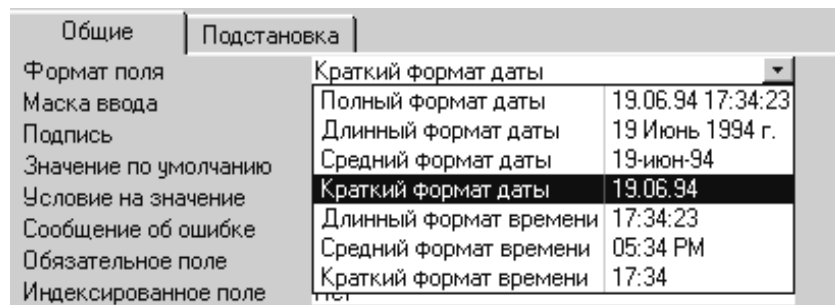 Общие Подстановка
Формат поля Краткий формат даты
Маска ввода Полный формат даты 19.06.94 17:34:23
Подпись Длинный формат даты 19 Июнь 1994 г.
Значение по умолчанию Средний формат даты 19-июн-94
Условие на значение Краткий формат даты 19.06.94
Сообщение об ошибке Длинный формат времени 17:34:23
Обязательное поле Средний формат времени 05:34 PM
Индексированное поле Краткий формат времени 17:34